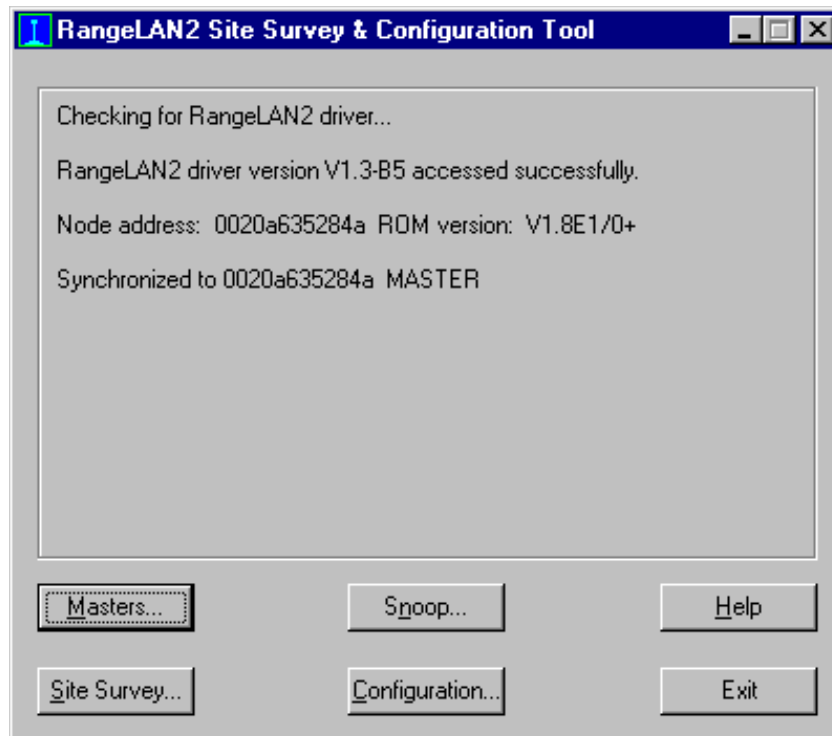 RangeLAN2 Site Survey & Configuration Tool
Checking for RangeLAN2 driver...
RangeLAN2 driver version V1.3-B5 accessed successfully.
Node address:  0020a635284a  ROM version:  V1.8E1/0+
Synchronized to 0020a635284a  MASTER
Masters...
Snoop...
Help
Site Survey...
Configuration...
Exit